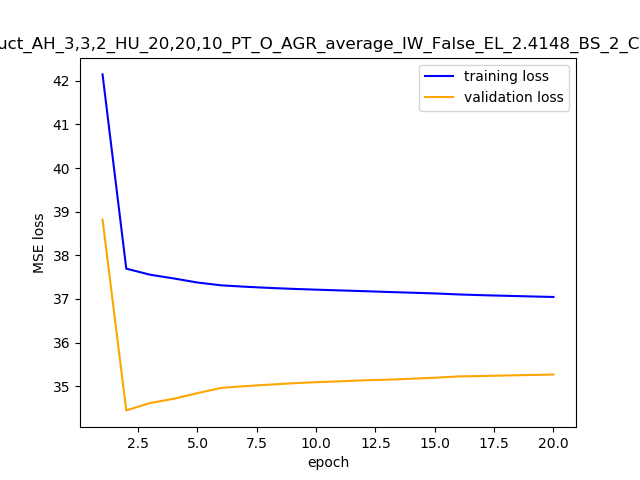 uct_AH_3,3,2_HU_20,20,10_PT_O_AGR_average_IW_False_EL_2.4148_BS_2_C
training loss
validation loss
MSE loss
42
41
40
39
38
37
36
35
2.5 5.0 7.5 10.0 12.5 15.0 17.5 20.0
epoch